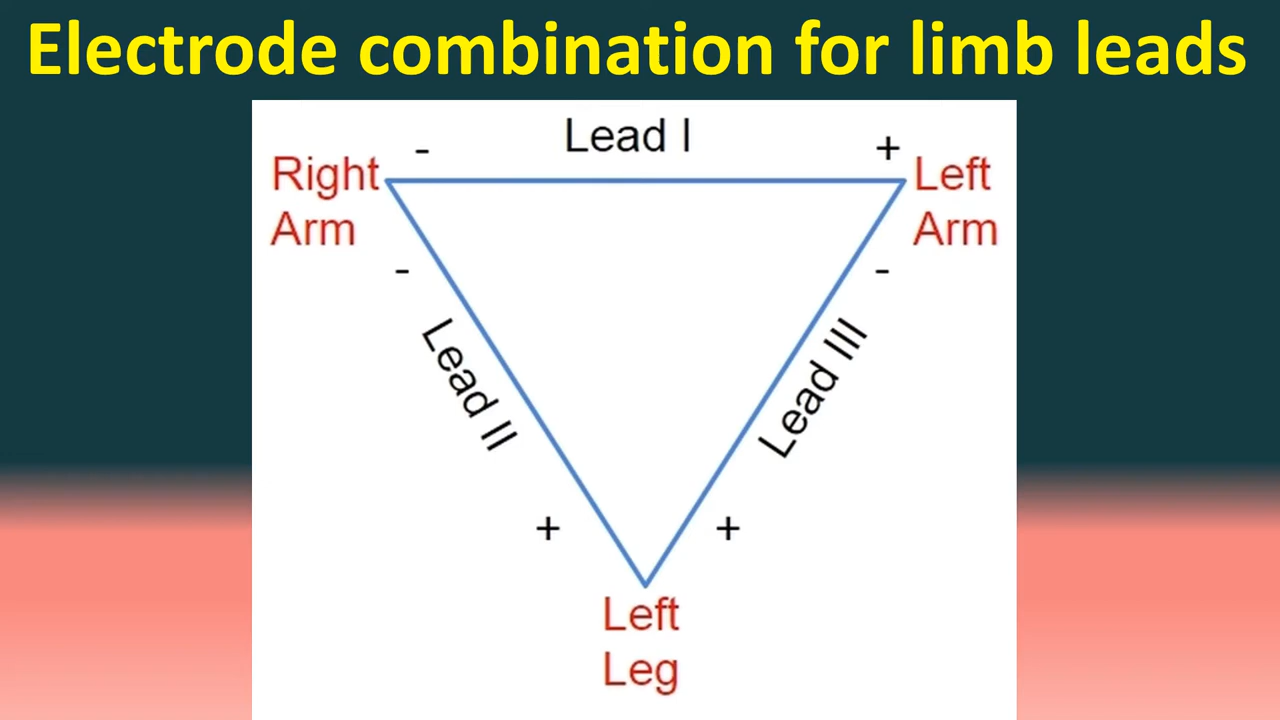 Electrode combination for limb leads
Lead I
- +
Right Left
Arm Arm
- -
Lead II Lead III
+ +
Left
Leg